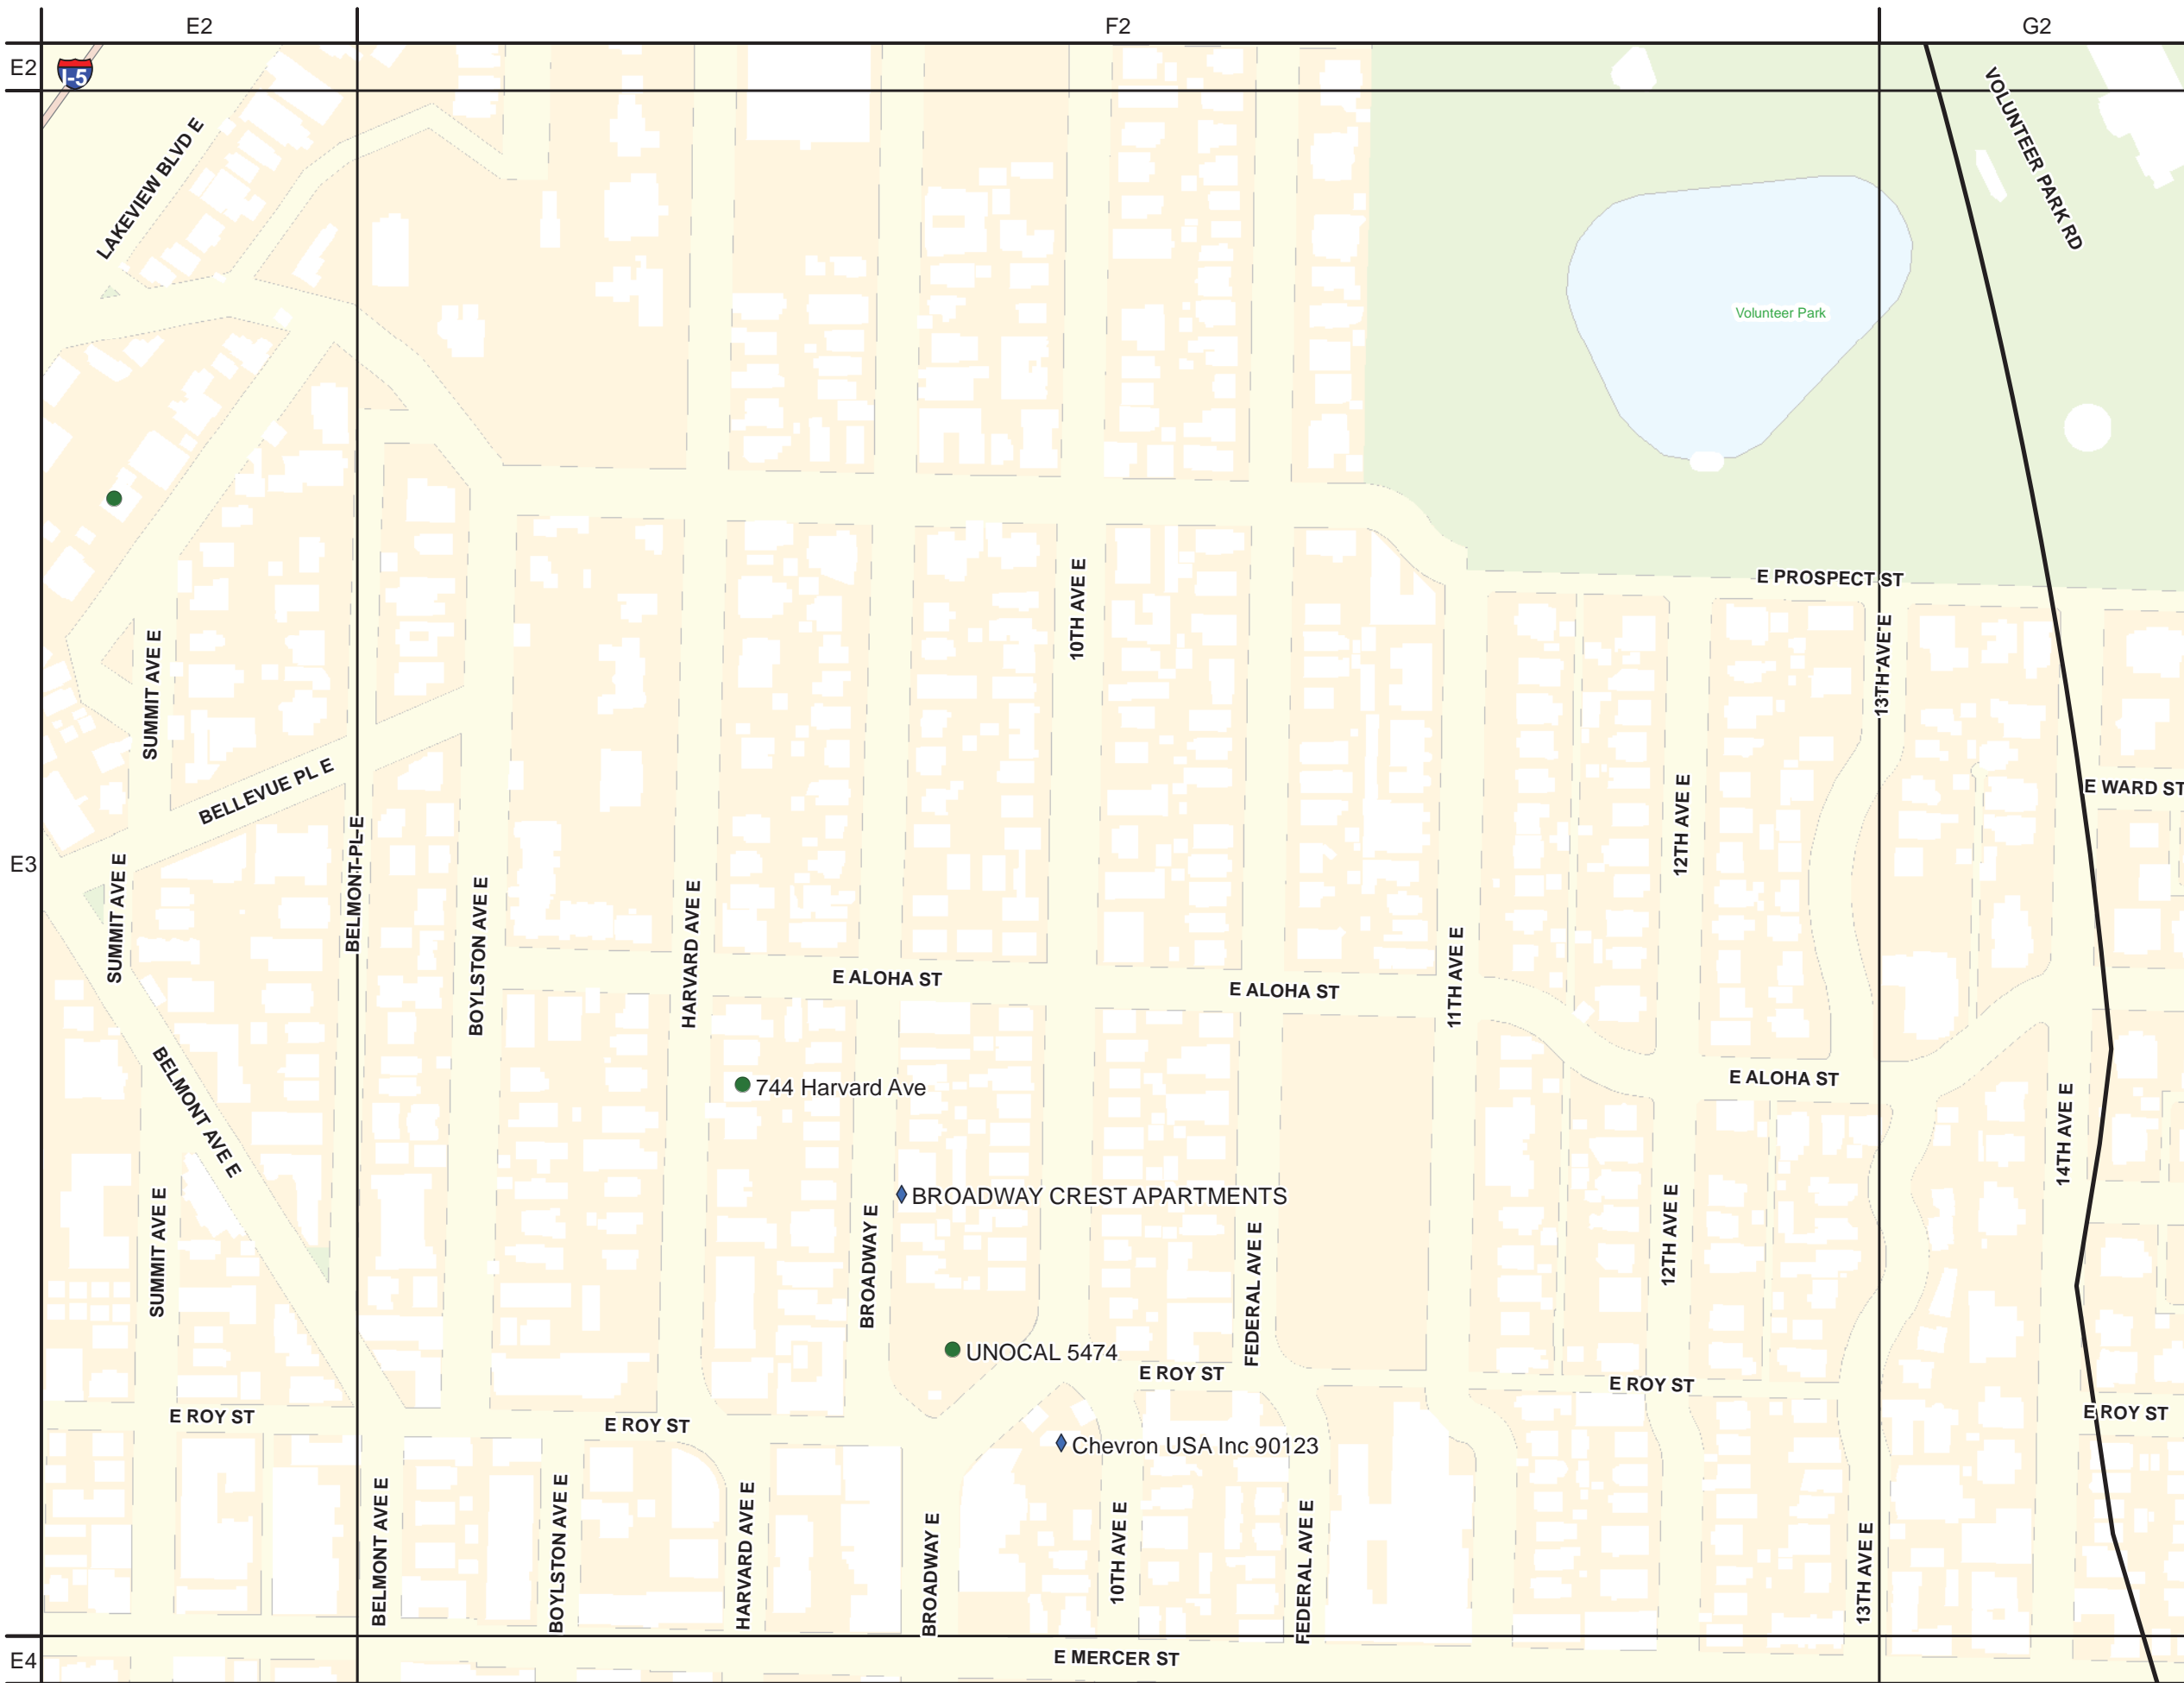 E2
F2
G2
E2
I-5
LAKEVIEW BLVD E
VOLUNTEER PARK RD
Volunteer Park
E PROSPECT ST
10TH AVE E
13TH AVE E
SUMMIT AVE E
BELLEVUE PL E
E WARD ST
12TH AVE E
E3
BELMONT PL E
SUMMIT AVE E
BOYLSTON AVE E
HARVARD AVE E
E ALOHA ST
E ALOHA ST
11TH AVE E
BELMONT AVE E
744 Harvard Ave
E ALOHA ST
14TH AVE E
BROADWAY CREST APARTMENTS
SUMMIT AVE E
BROADWAY E
FEDERAL AVE E
12TH AVE E
UNOCAL 5474
E ROY ST
E ROY ST
E ROY ST
E ROY ST
E ROY ST
Chevron USA Inc 90123
BELMONT AVE E
BOYLSTON AVE E
HARVARD AVE E
BROADWAY E
10TH AVE E
FEDERAL AVE E
13TH AVE E
E4
E MERCER ST